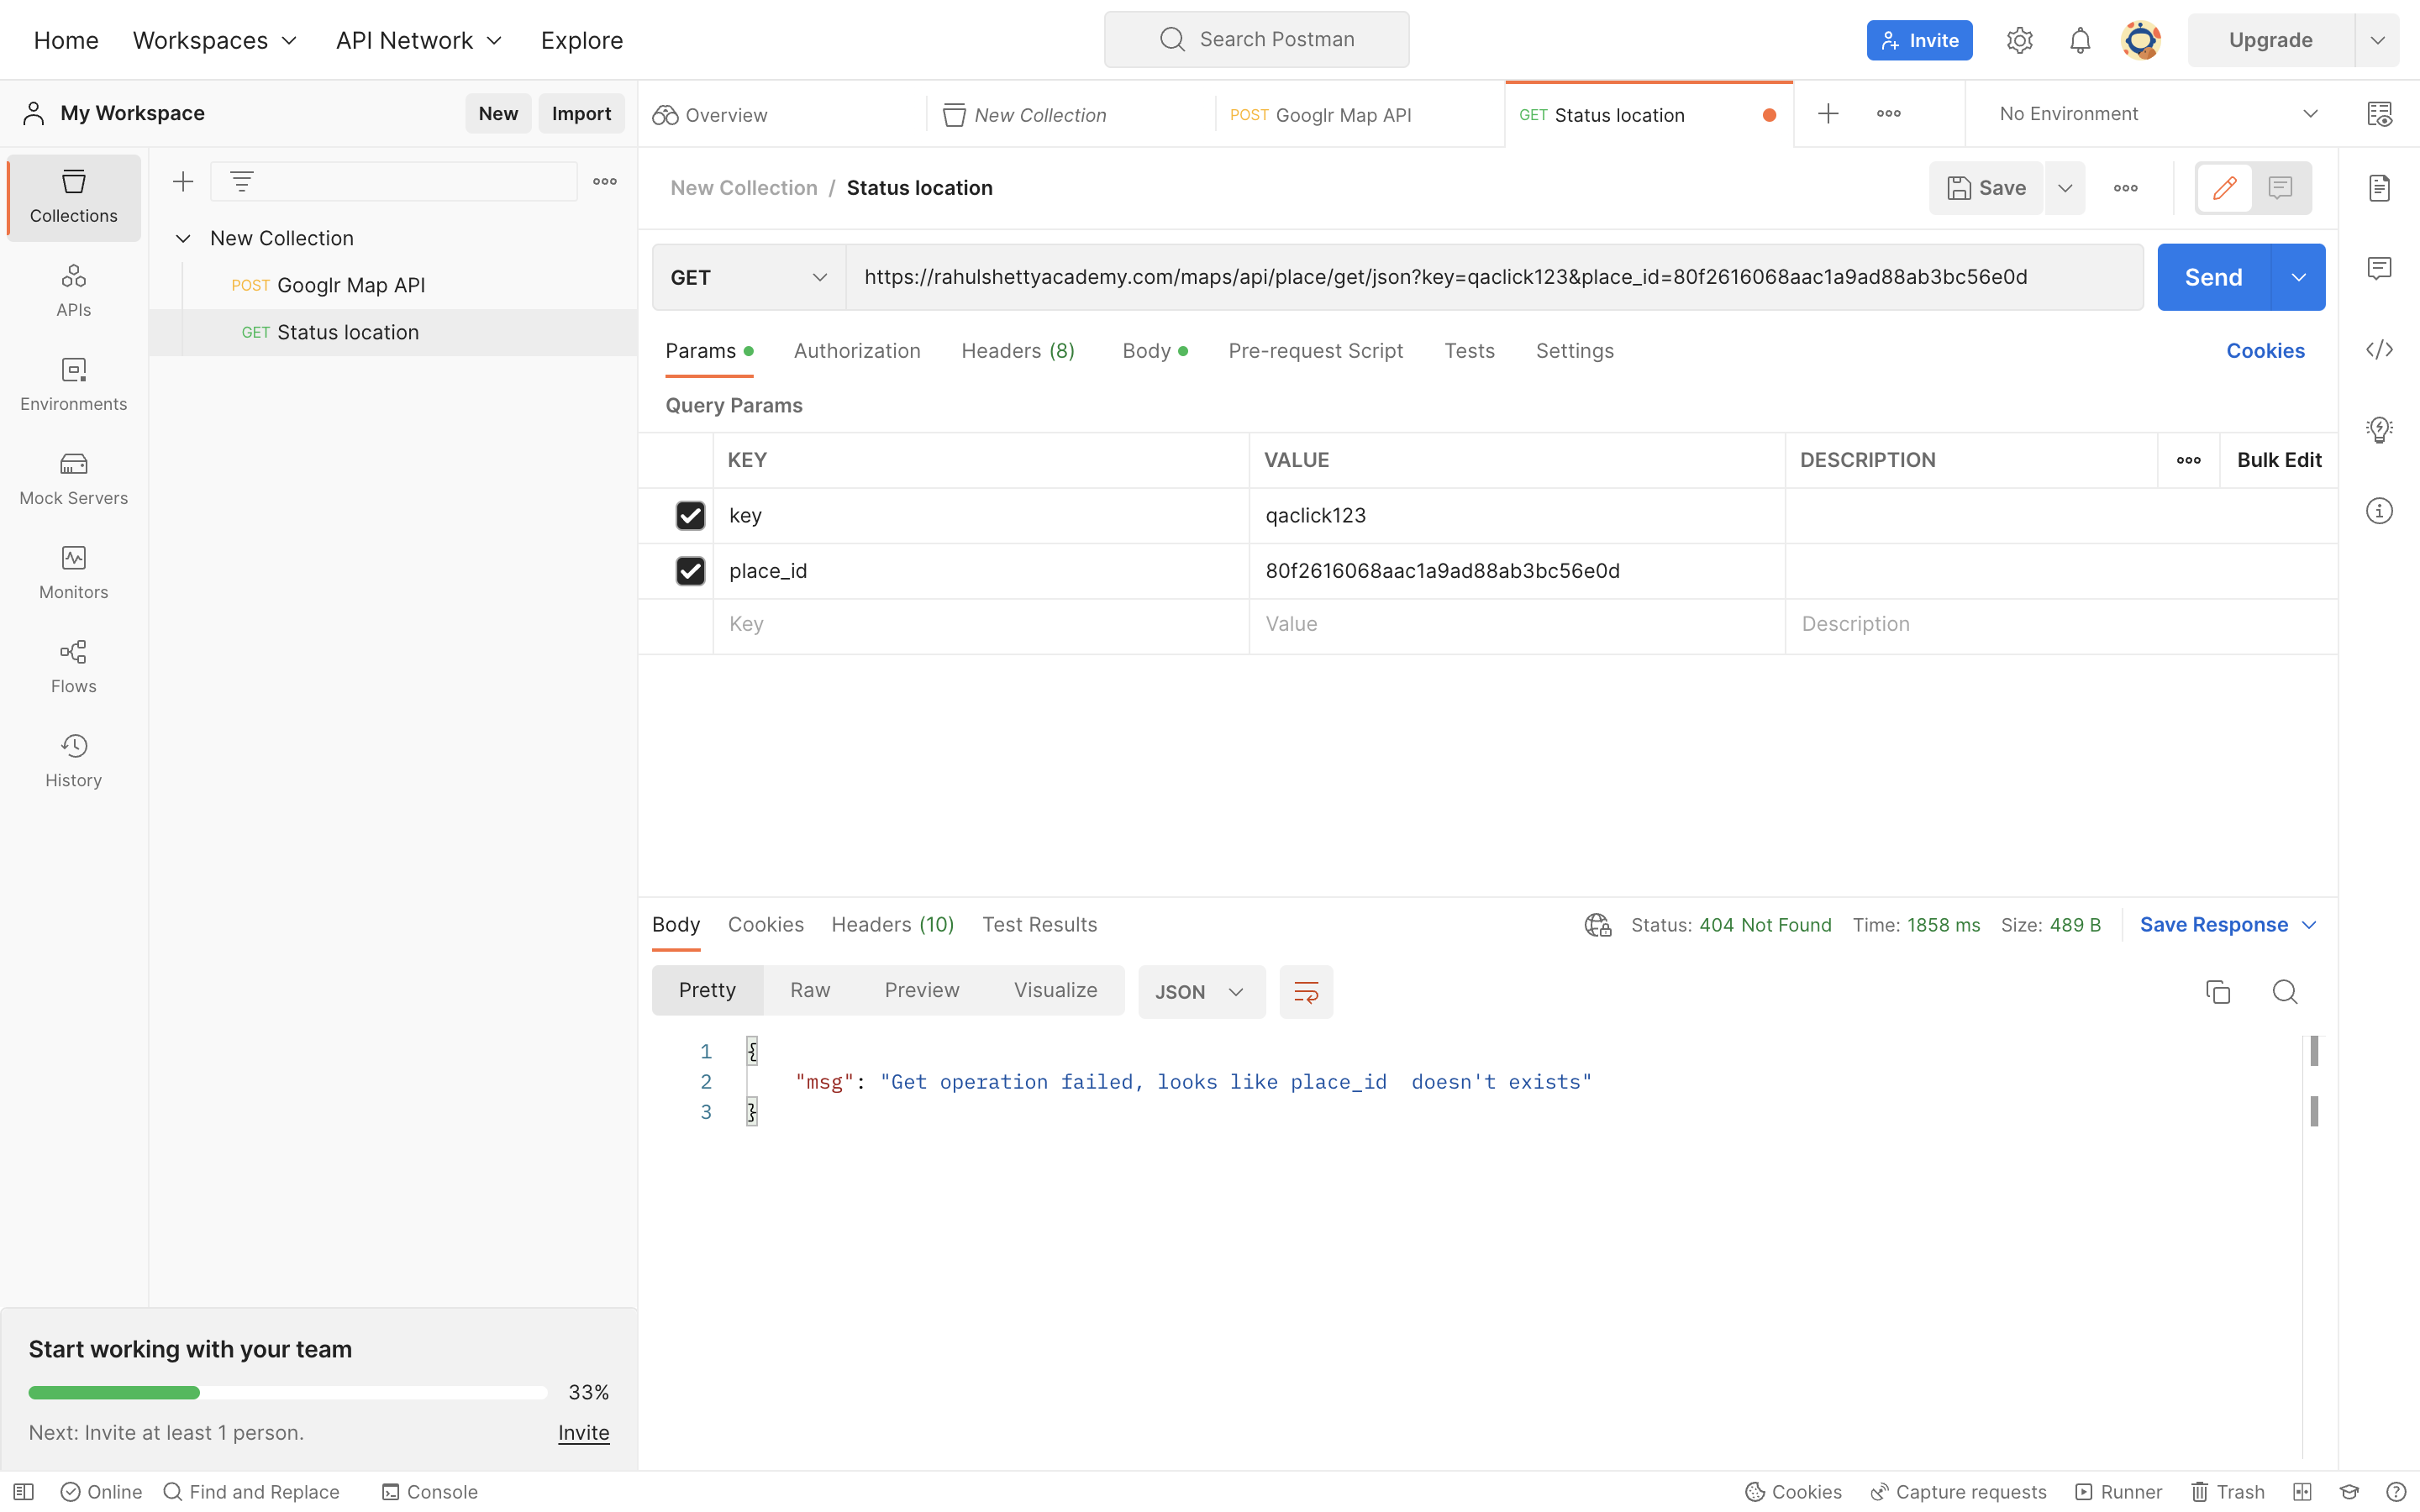 Home Workspaces API Network Explore Search Postman Invite Upgrade
My Workspace New Import Overview New Collection POST Googlr Map API GET Status location No Environment
Collections
APIs
Environments
Mock Servers
Monitors
Flows
History
New Collection
POST Googlr Map API
GET Status location
New Collection / Status location Save
GET https://rahulshettyacademy.com/maps/api/place/get/json?key=qaclick123&place_id=80f2616068aac1a9ad88ab3bc56e0d Send
Params Authorization Headers (8) Body Pre-request Script Tests Settings Cookies
Query Params
KEY VALUE DESCRIPTION Bulk Edit
key qaclick123
place_id 80f2616068aac1a9ad88ab3bc56e0d
Key Value Description
Body Cookies Headers (10) Test Results Status: 404 Not Found Time: 1858 ms Size: 489 B Save Response
Pretty Raw Preview Visualize JSON
1 {
2 "msg": "Get operation failed, looks like place_id  doesn't exists"
3 }
Start working with your team
33%
Next: Invite at least 1 person. Invite
Online Find and Replace Console Cookies Capture requests Runner Trash